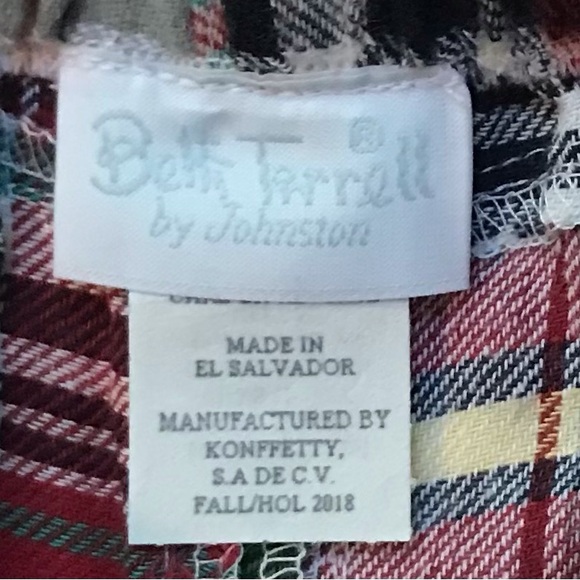 Beth Terrell ®
by Johnston
MADE IN
EL SALVADOR
MANUFACTURED BY
KONFFETTY,
S.A DE C.V.
FALL/HOL 2018